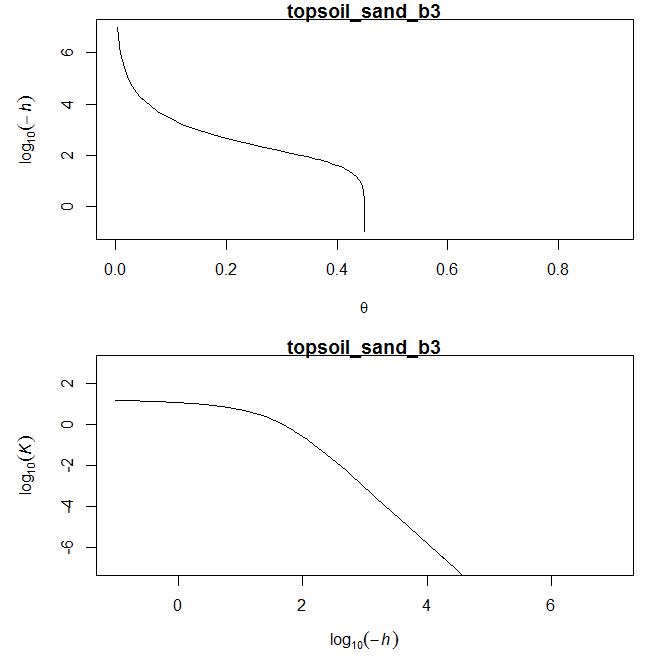 topsoil_sand_b3
log10(− h)
6
4
2
0
0.0 0.2 0.4 0.6 0.8
θ
topsoil_sand_b3
log10(K)
2
0
-2
-4
-6
0 2 4 6
log10(−h)